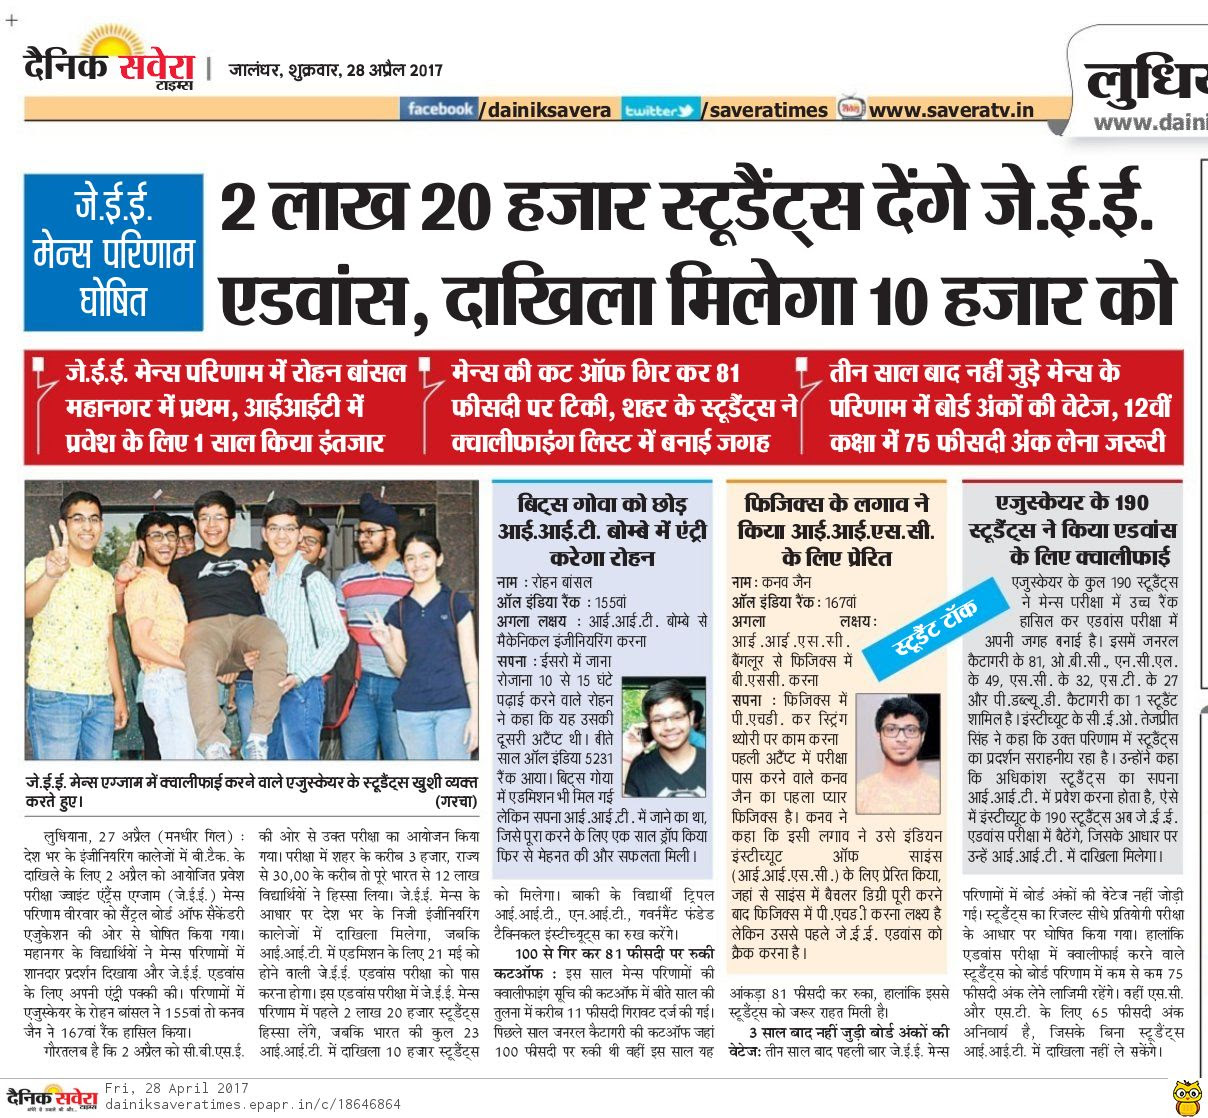 दैनिक सवेरा
टाइम्स
जालंधर, शुक्रवार, 28 अप्रैल 2017
facebook/dainiksavera twitter/saveratimes www.saveratv.in
www.daini
जे.ई.ई.
मेन्स परिणाम
घोषित
2 लाख 20 हजार स्टूडैंट्स देंगे जे.ई.ई.
एडवांस, दाखिला मिलेगा 10 हजार को
जे.ई.ई. मेन्स परिणाम में रोहन बांसल
महानगर में प्रथम, आईआईटी में
प्रवेश के लिए 1 साल किया इंतजार
मेन्स की कट ऑफ गिर कर 81
फीसदी पर टिकी, शहर के स्टूडैंट्स ने
क्वालीफाइंग लिस्ट में बनाई जगह
तीन साल बाद नहीं जुड़े मेन्स के
परिणाम में बोर्ड अंकों की वेटेज, 12वीं
कक्षा में 75 फीसदी अंक लेना जरूरी
जे.ई.ई. मेन्स एग्जाम में क्वालीफाई करने वाले एजुस्केयर के स्टूडैंट्स खुशी व्यक्त
करते हुए। (गरचा)
लुधियाना, 27 अप्रैल (मनधीर गिल) :
देश भर के इंजीनियरिंग कालेजों में बी.टैक. के
दाखिले के लिए 2 अप्रैल को आयोजित प्रवेश
परीक्षा ज्वाइंट एंट्रैंस एग्जाम (जे.ई.ई.) मेन्स
परिणाम वीरवार को सैंट्रल बोर्ड ऑफ सैकेंडरी
एजुकेशन की ओर से घोषित किया गया।
महानगर के विद्यार्थियों ने मेन्स परिणामों में
शानदार प्रदर्शन दिखाया और जे.ई.ई. एडवांस
के लिए अपनी एंट्री पक्की की। परिणामों में
एजुस्केयर के रोहन बांसल ने 155वां तो कनव
जैन ने 167वां रैंक हासिल किया।
गौरतलब है कि 2 अप्रैल को सी.बी.एस.ई.
की ओर से उक्त परीक्षा का आयोजन किया
गया। परीक्षा में शहर के करीब 3 हजार, राज्य
से 30,00 के करीब तो पूरे भारत से 12 लाख
विद्यार्थियों ने हिस्सा लिया। जे.ई.ई. मेन्स के
आधार पर देश भर के निजी इंजीनियरिंग
कालेजों में दाखिला मिलेगा, जबकि
आई.आई.टी. में एडमिशन के लिए 21 मई को
होने वाली जे.ई.ई. एडवांस परीक्षा को पास
करना होगा। इस एडवांस परीक्षा में जे.ई.ई. मेन्स
परिणाम में पहले 2 लाख 20 हजार स्टूडैंट्स
हिस्सा लेंगे, जबकि भारत की कुल 23
आई.आई.टी. में दाखिला 10 हजार स्टूडैंट्स
बिट्स गोवा को छोड़
आई.आई.टी. बोम्बे में एंट्री
करेगा रोहन
नाम : रोहन बांसल
ऑल इंडिया रैंक : 155वां
अगला लक्ष्य : आई.आई.टी. बोम्बे से
मैकेनिकल इंजीनियरिंग करना
सपना : ईसरो में जाना
रोजाना 10 से 15 घंटे
पढ़ाई करने वाले रोहन
ने कहा कि यह उसकी
दूसरी अटैंप्ट थी। बीते
साल ऑल इंडिया 5231
रैंक आया। बिट्स गोया
में एडमिशन भी मिल गई
लेकिन सपना आई.आई.टी. में जाने का था,
जिसे पूरा करने के लिए एक साल ड्रॉप किया
फिर से मेहनत की और सफलता मिली।
को मिलेगा। बाकी के विद्यार्थी ट्रिपल
आई.आई.टी., एन.आई.टी., गवर्नमैंट फंडेड
टैक्निकल इंस्टीच्यूट्स का रुख करेंगे।
100 से गिर कर 81 फीसदी पर रुकी
कटऑफ : इस साल मेन्स परिणामों की
क्वालीफाइंग सूचि की कटऑफ में बीते साल की
तुलना में करीब 11 फीसदी गिरावट दर्ज की गई।
पिछले साल जनरल कैटागरी की कटऑफ जहां
100 फीसदी पर रुकी थी वहीं इस साल यह
फिजिक्स के लगाव ने
किया आई.आई.एस.सी.
के लिए प्रेरित
नाम : कनव जैन
ऑल इंडिया रैंक : 167वां
अगला लक्ष्य :
आई.आई.एस.सी.
बैंगलूर से फिजिक्स में
बी.एससी. करना
सपना : फिजिक्स में
पी.एचडी. कर स्ट्रिंग
थ्योरी पर काम करना
पहली अटैंप्ट में परीक्षा
पास करने वाले कनव
जैन का पहला प्यार
फिजिक्स है। कनव ने
कहा कि इसी लगाव ने उसे इंडियन
इंस्टीच्यूट ऑफ साइंस
(आई.आई.एस.सी.) के लिए प्रेरित किया,
जहां से साइंस में बैचलर डिग्री पूरी करने
बाद फिजिक्स में पी.एचडी करना लक्ष्य है
लेकिन उससे पहले जे.ई.ई. एडवांस को
क्रैक करना है।
स्टूडैंट टॉक
आंकड़ा 81 फीसदी कर रुका, हालांकि इससे
स्टूडैंट्स को जरूर राहत मिली है।
3 साल बाद नहीं जुड़ी बोर्ड अंकों की
वेटेज: तीन साल बाद पहली बार जे.ई.ई. मेन्स
एजुस्केयर के 190
स्टूडैंट्स ने किया एडवांस
के लिए क्वालीफाई
एजुस्केयर के कुल 190 स्टूडैंट्स
ने मेन्स परीक्षा में उच्च रैंक
हासिल कर एडवांस परीक्षा में
अपनी जगह बनाई है। इसमें जनरल
कैटागरी के 81, ओ.बी.सी., एन.सी.एल.
के 49, एस.सी. के 32, एस.टी. के 27
और पी.डब्ल्यू.डी. कैटागरी का 1 स्टूडैंट
शामिल है। इंस्टीच्यूट के सी.ई.ओ. तेजप्रीत
सिंह ने कहा कि उक्त परिणाम में स्टूडैंट्स
का प्रदर्शन सराहनीय रहा है। उन्होंने कहा
कि अधिकांश स्टूडैंट्स का सपना
आई.आई.टी. में प्रवेश करना होता है, ऐसे
में इंस्टीच्यूट के 190 स्टूडैंट्स अब जे.ई.ई.
एडवांस परीक्षा में बैठेंगे, जिसके आधार पर
उन्हें आई.आई.टी. में दाखिला मिलेगा।
परिणामों में बोर्ड अंकों की वेटेज नहीं जोड़ी
गई। स्टूडैंट्स का रिजल्ट सीधे प्रतियोगी परीक्षा
के आधार पर घोषित किया गया। हालांकि
एडवांस परीक्षा में क्वालीफाई करने वाले
स्टूडैंट्स को बोर्ड परिणाम में कम से कम 75
फीसदी अंक लेने लाजिमी रहेंगे। वहीं एस.सी.
और एस.टी. के लिए 65 फीसदी अंक
अनिवार्य है, जिसके बिना स्टूडैंट्स
आई.आई.टी. में दाखिला नहीं ले सकेंगे।
दैनिक सवेरा
टाइम्स
Fri, 28 April 2017
dainiksaveratimes.epapr.in/c/18646864